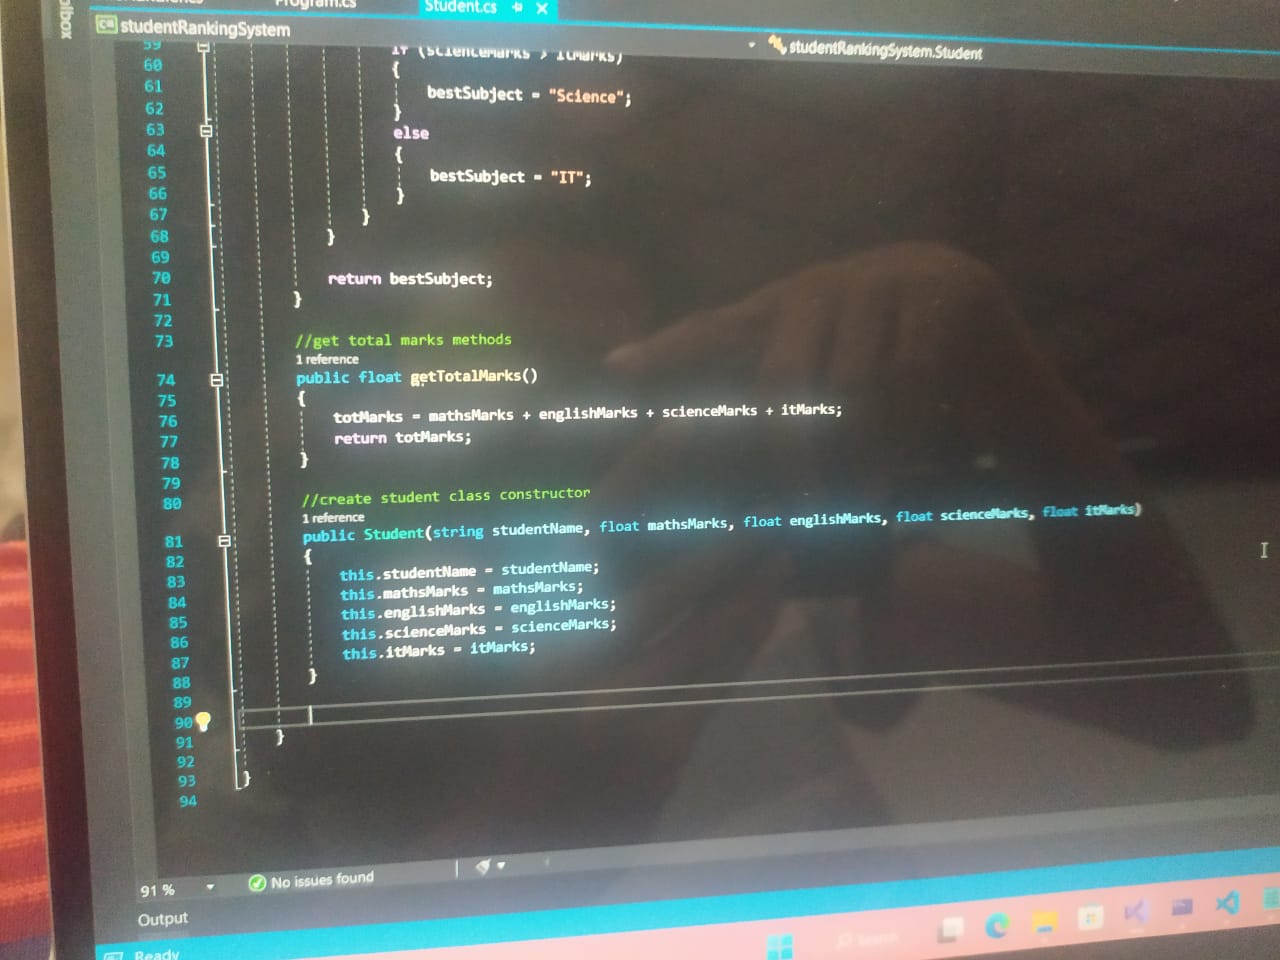 Program.cs
Student.cs
studentRankingSystem
studentRankingSystem.Student
59 if (scienceMarks > itMarks)
60 {
61 bestSubject = "Science";
62 }
63 else
64 {
65 bestSubject = "IT";
66 }
67 }
68 }
69
70 return bestSubject;
71 }
72
73 //get total marks methods
1 reference
74 public float getTotalMarks()
75 {
76 totMarks = mathsMarks + englishMarks + scienceMarks + itMarks;
77 return totMarks;
78 }
79
80 //create student class constructor
1 reference
81 public Student(string studentName, float mathsMarks, float englishMarks, float scienceMarks, float itMarks)
82 {
83 this.studentName = studentName;
84 this.mathsMarks = mathsMarks;
85 this.englishMarks = englishMarks;
86 this.scienceMarks = scienceMarks;
87 this.itMarks = itMarks;
88 }
89
90
91 }
92
93 }
94
91 %
No issues found
Output
Ready
Search